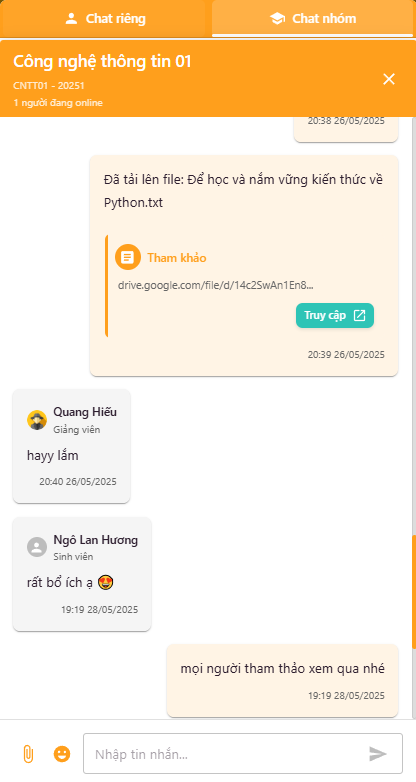 Chat riêng
Chat nhóm
Công nghệ thông tin 01
CNTT01 - 20251
1 người đang online
20:38 26/05/2025
Đã tải lên file: Để học và nắm vững kiến thức về
Python.txt
Tham khảo
drive.google.com/file/d/14c2SwAn1En8...
Truy cập
20:39 26/05/2025
Quang Hiếu
Giảng viên
hayy lắm
20:40 26/05/2025
Ngô Lan Hương
Sinh viên
rất bổ ích ạ 😍
19:19 28/05/2025
mọi người tham thảo xem qua nhé
19:19 28/05/2025
Nhập tin nhắn...